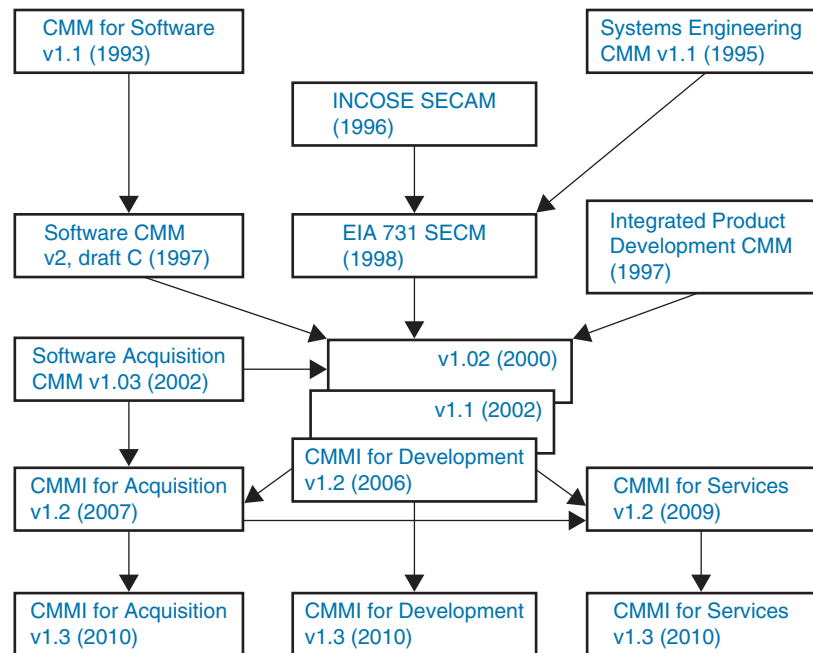 CMM for Software
v1.1 (1993)
Systems Engineering
CMM v1.1 (1995)
INCOSE SECAM
(1996)
Software CMM
v2, draft C (1997)
EIA 731 SECM
(1998)
Integrated Product
Development CMM
(1997)
Software Acquisition
CMM v1.03 (2002)
v1.02 (2000)
v1.1 (2002)
CMMI for Development
v1.2 (2006)
CMMI for Acquisition
v1.2 (2007)
CMMI for Services
v1.2 (2009)
CMMI for Acquisition
v1.3 (2010)
CMMI for Development
v1.3 (2010)
CMMI for Services
v1.3 (2010)